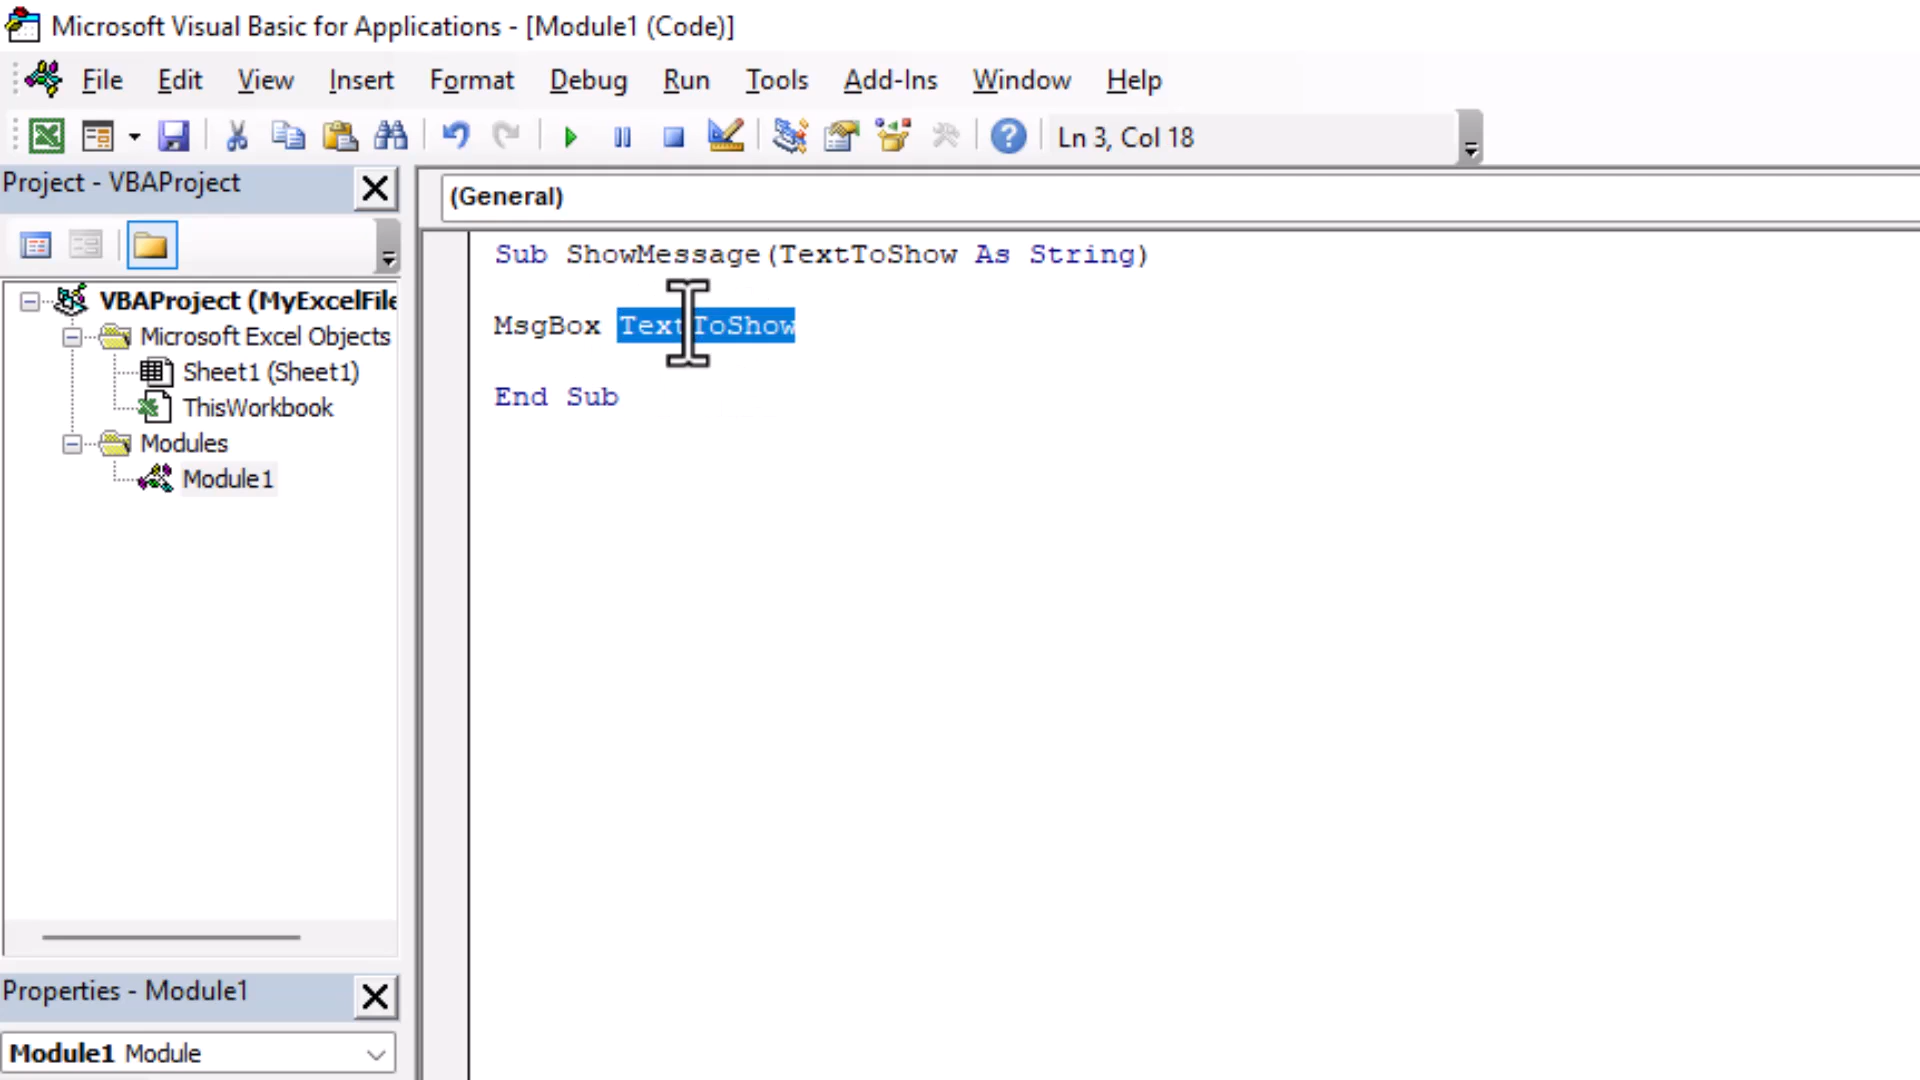 Microsoft Visual Basic for Applications - [Module1 (Code)]
File Edit View Insert Format Debug Run Tools Add-Ins Window Help
Ln 3, Col 18
Project - VBAProject
(General)
VBAProject (MyExcelFile
Microsoft Excel Objects
Sheet1 (Sheet1)
ThisWorkbook
Modules
Module1
Sub ShowMessage(TextToShow As String)
MsgBox TextToShow
End Sub
Properties - Module1
Module1 Module